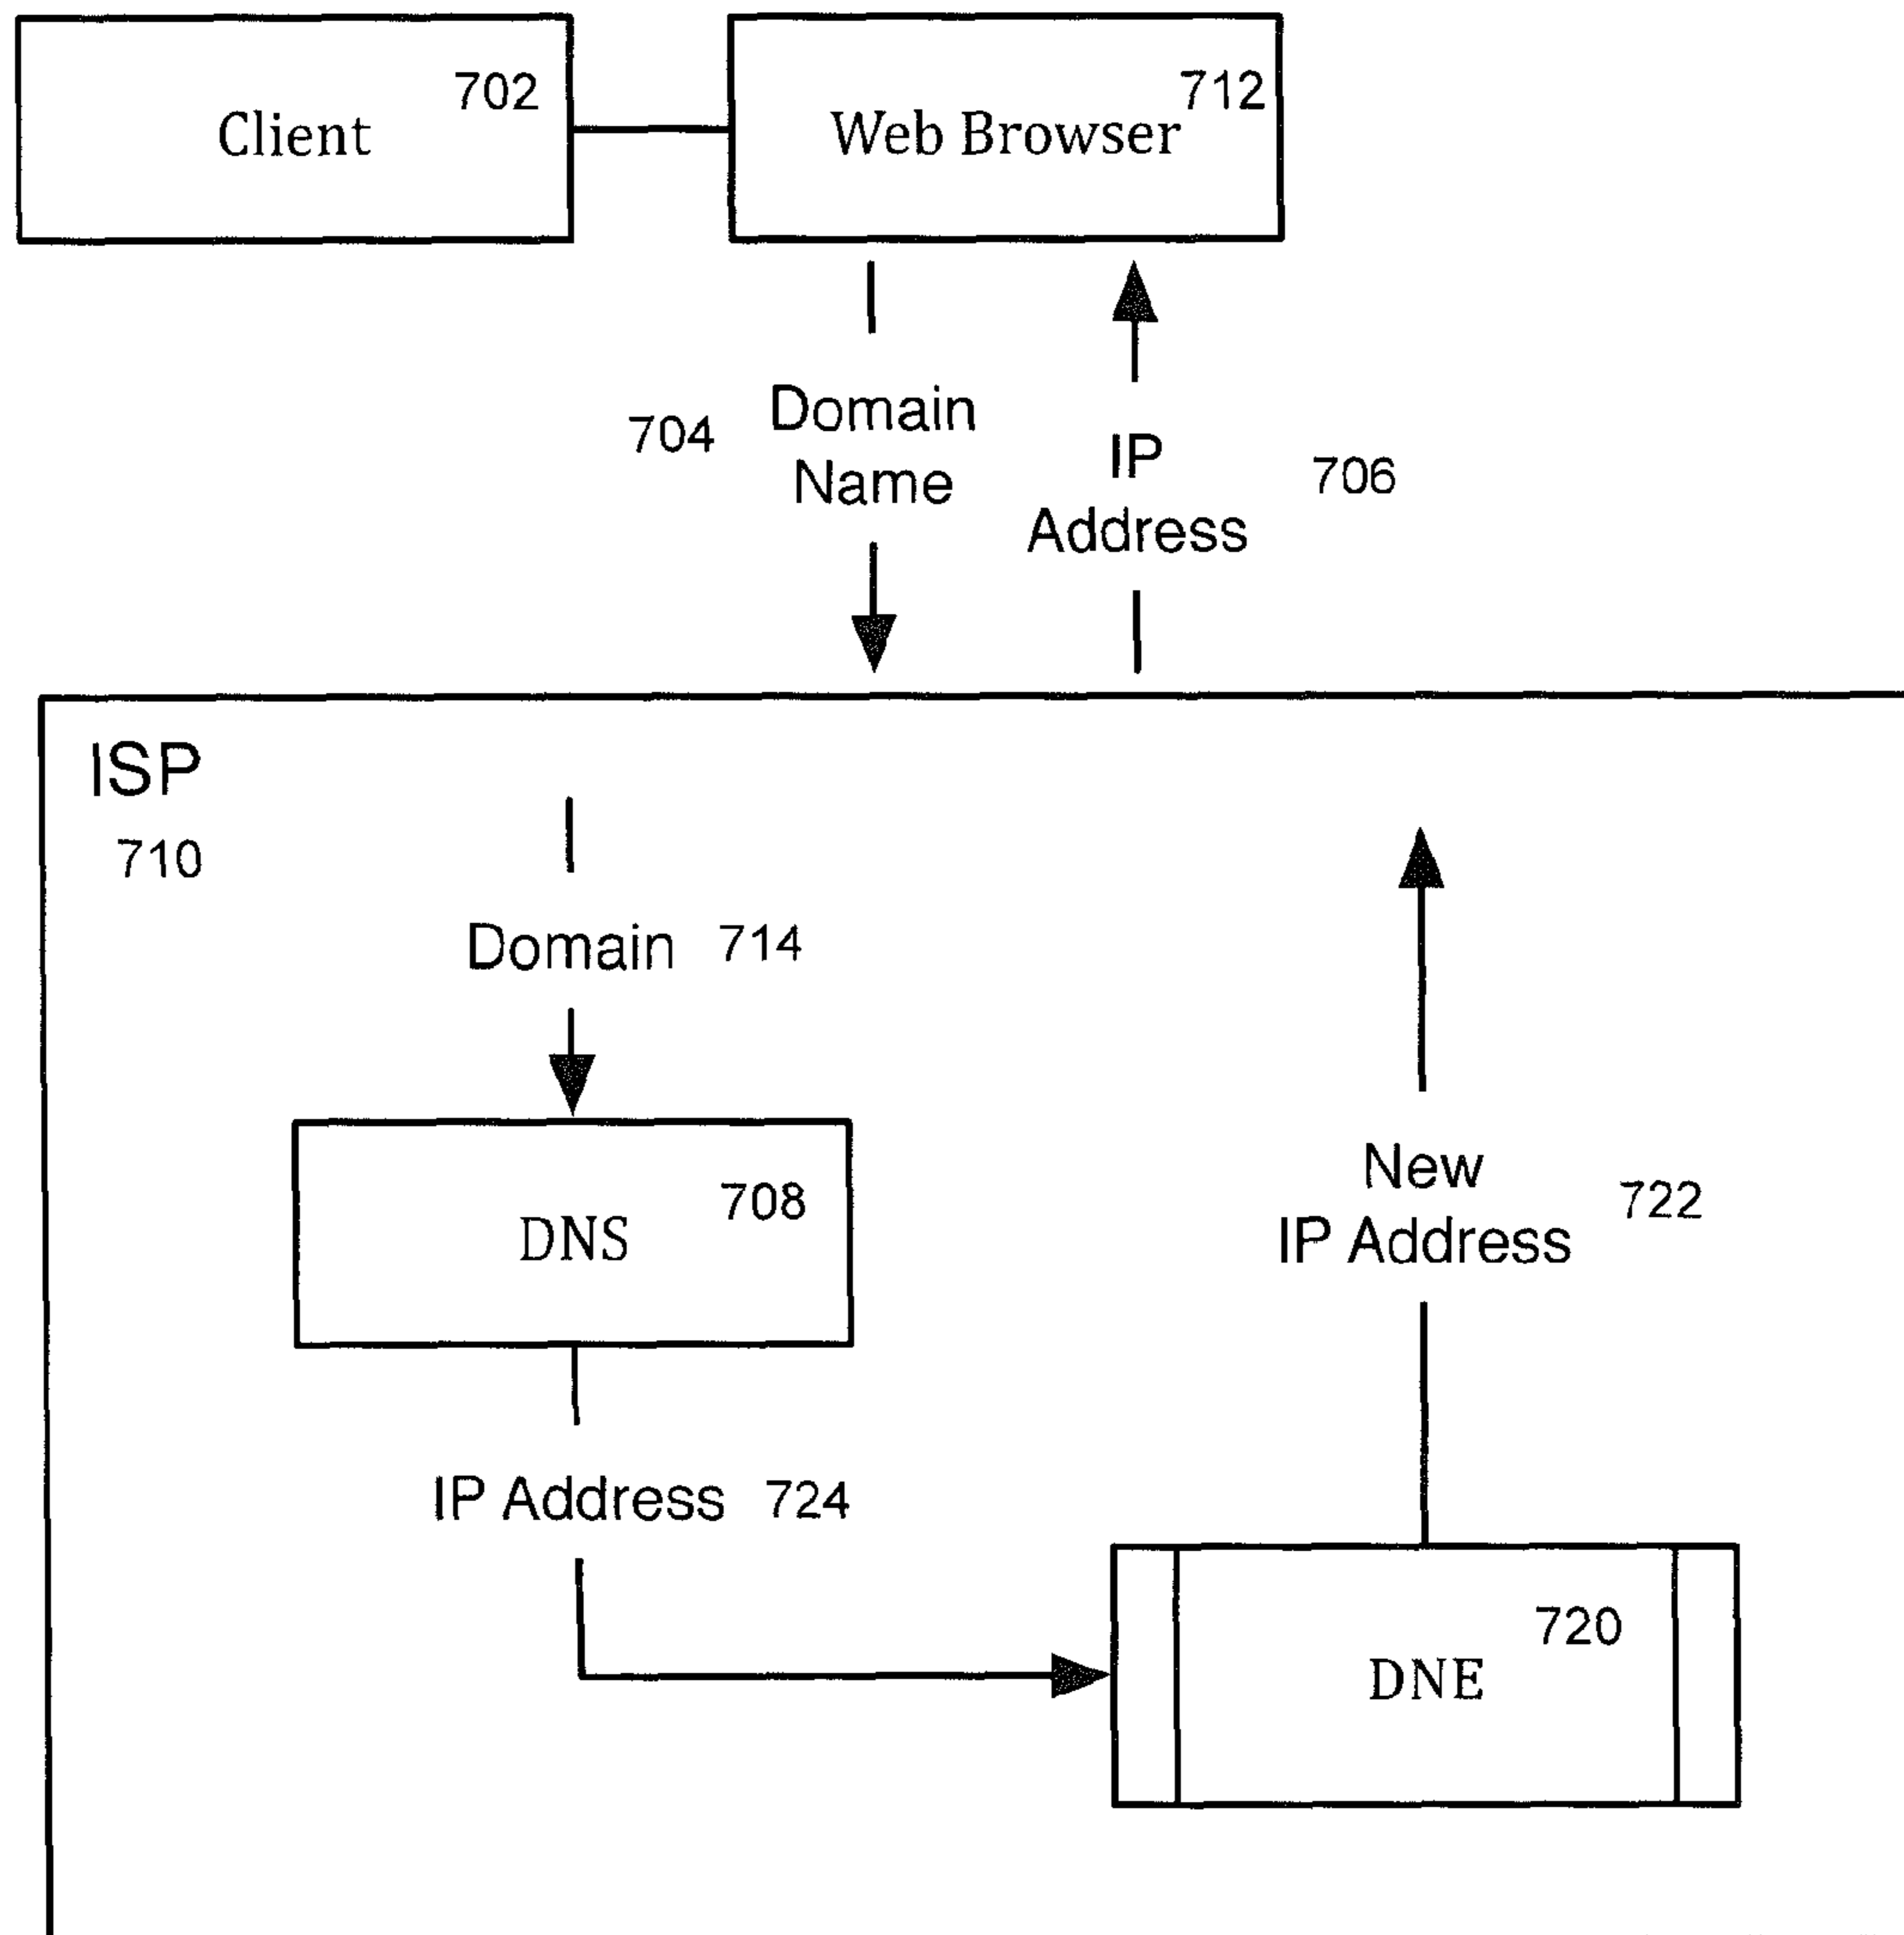 702
Client
712
Web Browser
704
Domain
Name
IP
Address
706
ISP
710
Domain 714
708
DNS
New
IP Address
722
IP Address 724
720
DNE